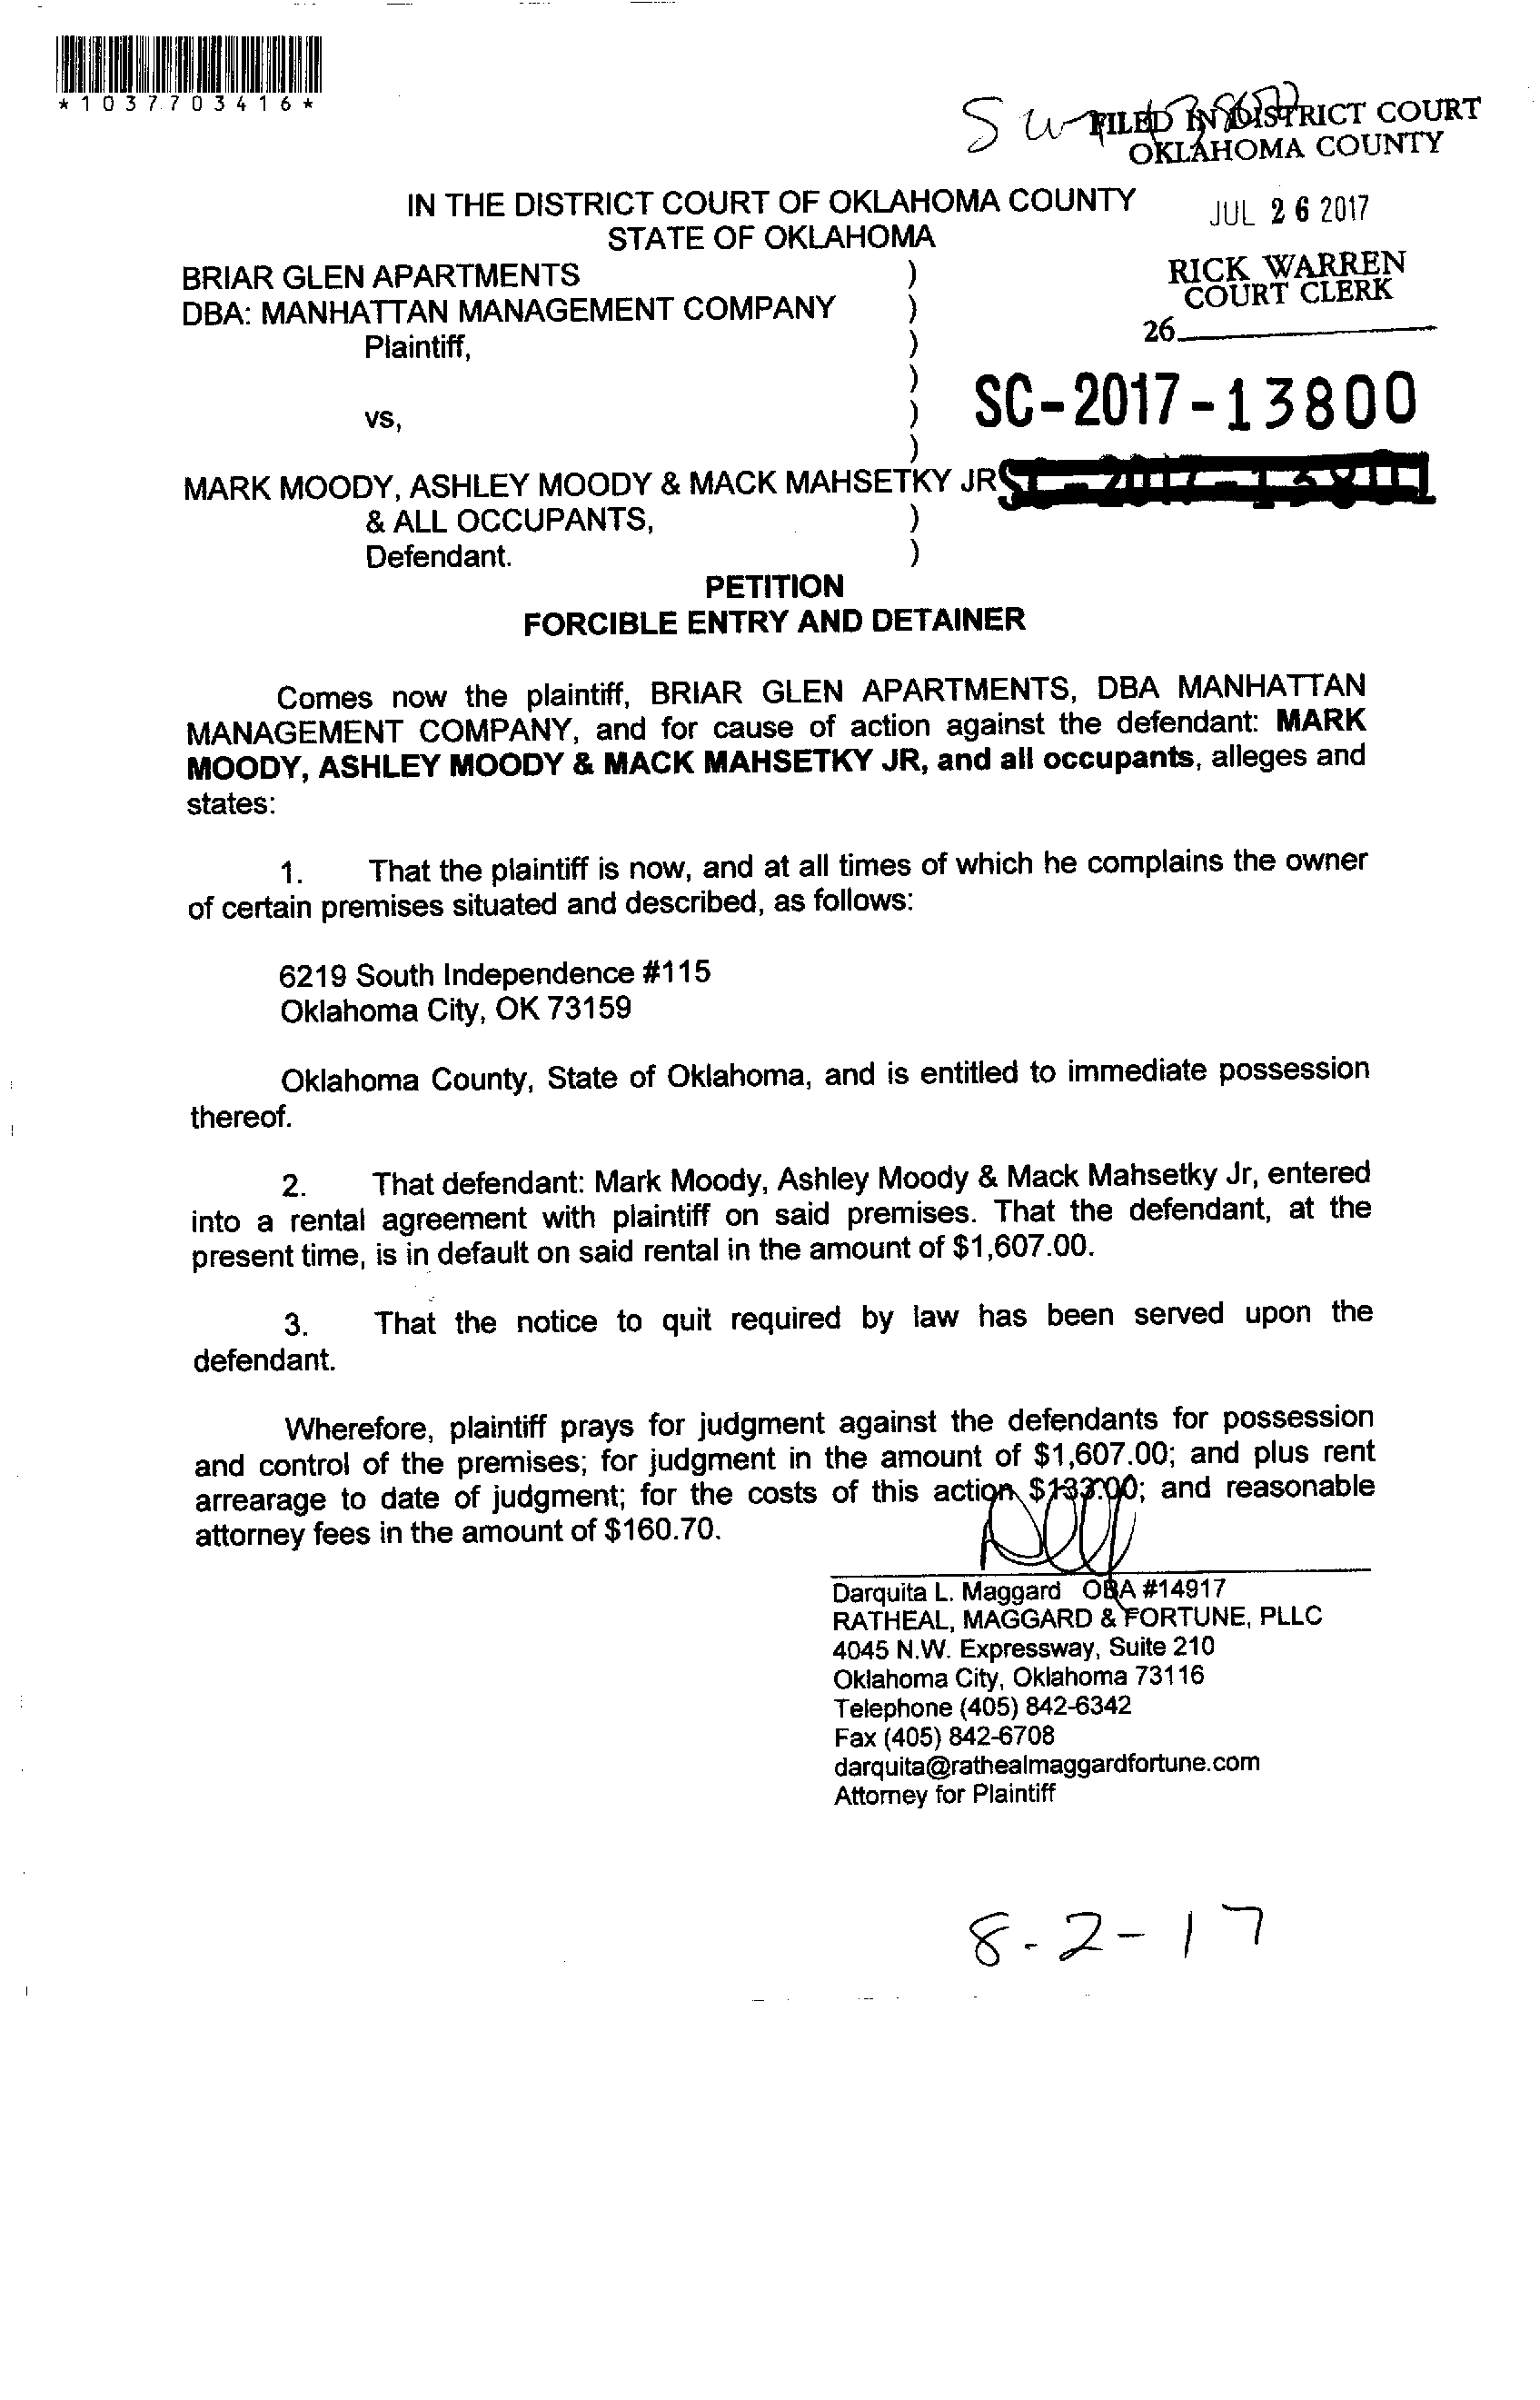 *1037703416*
FILED IN DISTRICT COURT
OKLAHOMA COUNTY
IN THE DISTRICT COURT OF OKLAHOMA COUNTY
JUL 26 2017
STATE OF OKLAHOMA
BRIAR GLEN APARTMENTS )
RICK WARREN
COURT CLERK
DBA: MANHATTAN MANAGEMENT COMPANY )
26
Plaintiff, )
)
SC-2017-13800
vs, )
)
MARK MOODY, ASHLEY MOODY & MACK MAHSETKY JR
& ALL OCCUPANTS, )
Defendant. )
PETITION
FORCIBLE ENTRY AND DETAINER
Comes now the plaintiff, BRIAR GLEN APARTMENTS, DBA MANHATTAN
MANAGEMENT COMPANY, and for cause of action against the defendant: MARK
MOODY, ASHLEY MOODY & MACK MAHSETKY JR, and all occupants, alleges and
states:
1. That the plaintiff is now, and at all times of which he complains the owner
of certain premises situated and described, as follows:
6219 South Independence #115
Oklahoma City, OK 73159
Oklahoma County, State of Oklahoma, and is entitled to immediate possession
thereof.
2. That defendant: Mark Moody, Ashley Moody & Mack Mahsetky Jr, entered
into a rental agreement with plaintiff on said premises. That the defendant, at the
present time, is in default on said rental in the amount of $1,607.00.
3. That the notice to quit required by law has been served upon the
defendant.
Wherefore, plaintiff prays for judgment against the defendants for possession
and control of the premises; for judgment in the amount of $1,607.00; and plus rent
arrearage to date of judgment; for the costs of this action ; and reasonable
attorney fees in the amount of $160.70.
Darquita L. Maggard OBA #14917
RATHEAL, MAGGARD & FORTUNE, PLLC
4045 N.W. Expressway, Suite 210
Oklahoma City, Oklahoma 73116
Telephone (405) 842-6342
Fax (405) 842-6708
darquita@rathealmaggardfortune.com
Attorney for Plaintiff
8-2-17